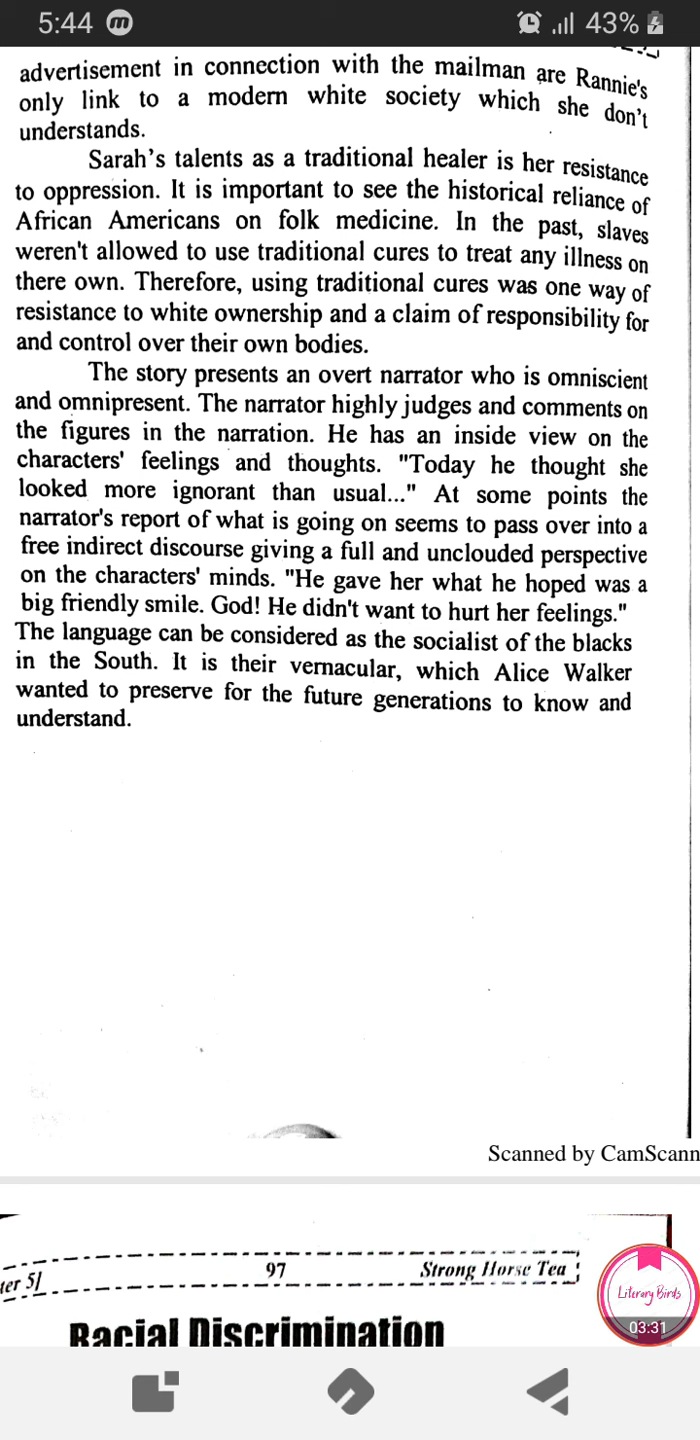 5:44 m 43%
advertisement in connection with the mailman are Rannie's
only link to a modern white society which she don't
understands.
Sarah's talents as a traditional healer is her resistance
to oppression. It is important to see the historical reliance of
African Americans on folk medicine. In the past, slaves
weren't allowed to use traditional cures to treat any illness on
there own. Therefore, using traditional cures was one way of
resistance to white ownership and a claim of responsibility for
and control over their own bodies.
The story presents an overt narrator who is omniscient
and omnipresent. The narrator highly judges and comments on
the figures in the narration. He has an inside view on the
characters' feelings and thoughts. "Today he thought she
looked more ignorant than usual..." At some points the
narrator's report of what is going on seems to pass over into a
free indirect discourse giving a full and unclouded perspective
on the characters' minds. "He gave her what he hoped was a
big friendly smile. God! He didn't want to hurt her feelings."
The language can be considered as the socialist of the blacks
in the South. It is their vernacular, which Alice Walker
wanted to preserve for the future generations to know and
understand.
Scanned by CamScann
ter 5/ 97 Strong Horse Tea
Literary Birds
03:31
Racial Discrimination